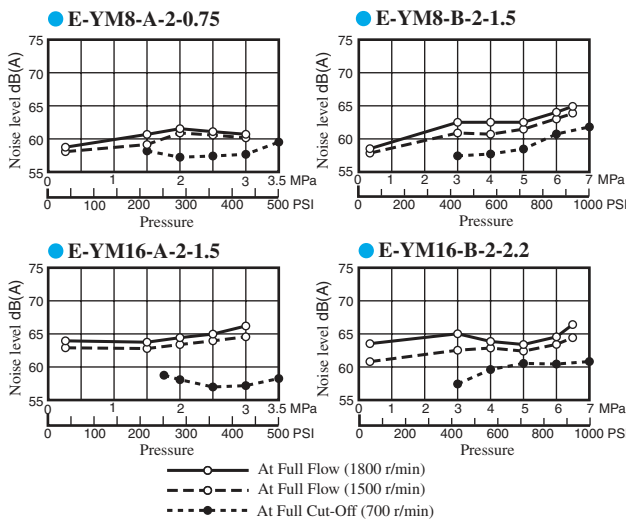 E-YM8-A-2-0.75
Noise level dB(A)
75
70
65
60
55
0 1 2 3 3.5 MPa
0 100 200 300 400 500 PSI
Pressure
E-YM8-B-2-1.5
Noise level dB(A)
75
70
65
60
55
0 1 2 3 4 5 6 7 MPa
0 200 400 600 800 1000 PSI
Pressure
E-YM16-A-2-1.5
Noise level dB(A)
75
70
65
60
55
0 1 2 3 3.5 MPa
0 100 200 300 400 500 PSI
Pressure
E-YM16-B-2-2.2
Noise level dB(A)
75
70
65
60
55
0 1 2 3 4 5 6 7 MPa
0 200 400 600 800 1000 PSI
Pressure
At Full Flow (1800 r/min)
At Full Flow (1500 r/min)
At Full Cut-Off (700 r/min)